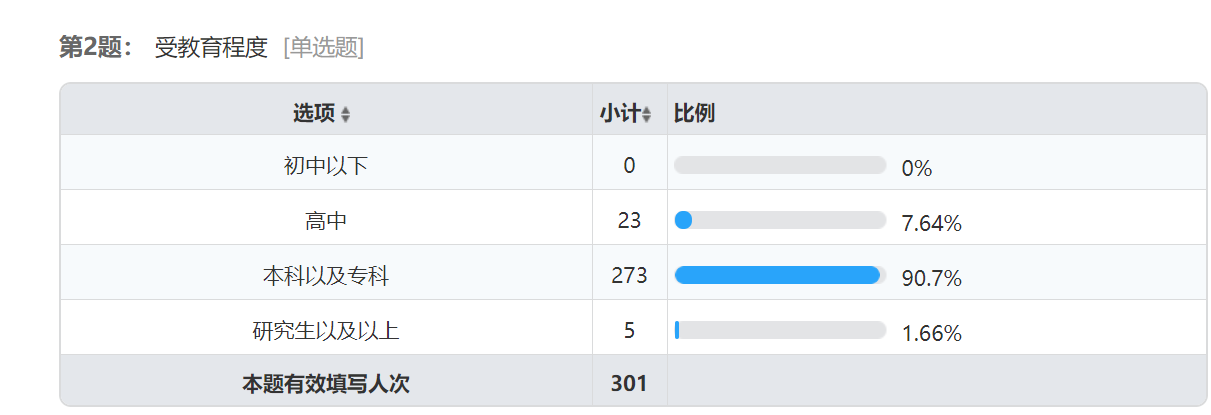 第2题： 受教育程度 [单选题]
选项 小计 比例
初中以下 0 0%
高中 23 7.64%
本科以及专科 273 90.7%
研究生以及以上 5 1.66%
本题有效填写人次 301